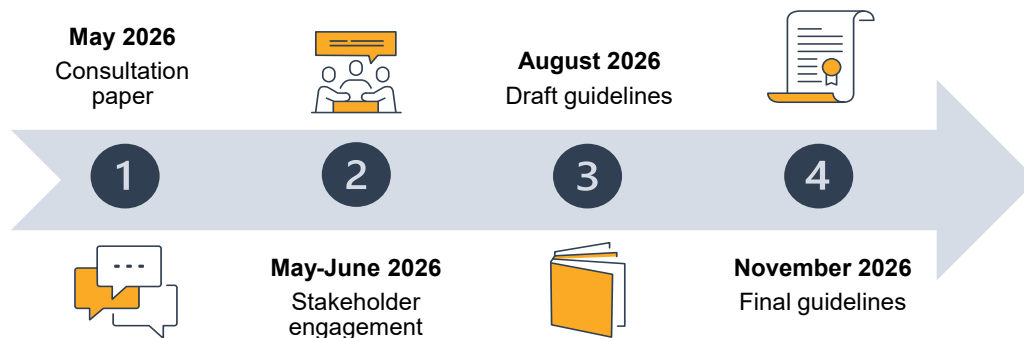 May 2026
Consultation
paper
1
2
May-June 2026
Stakeholder
engagement
August 2026
Draft guidelines
3
4
November 2026
Final guidelines